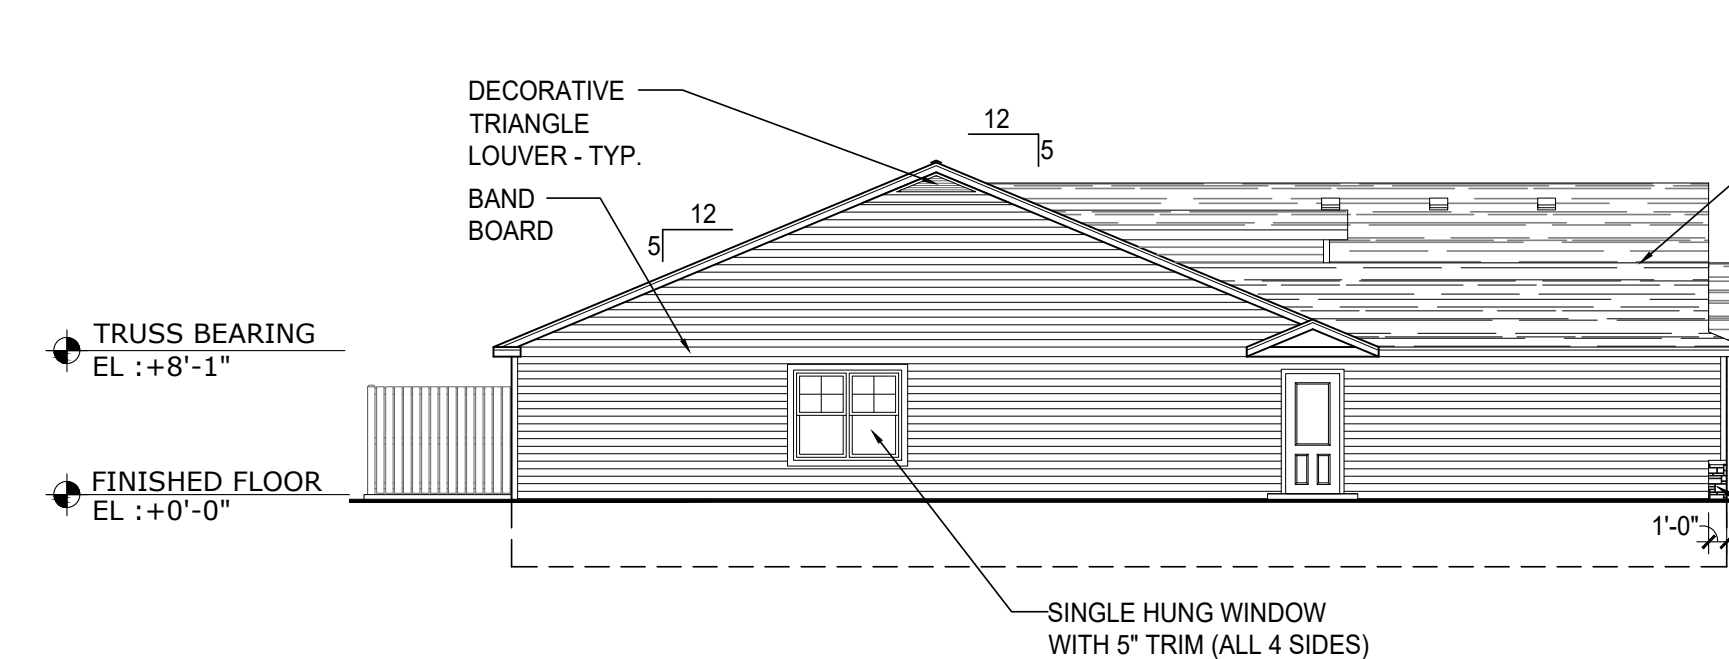 DECORATIVE
TRIANGLE
LOUVER - TYP.
12
5
BAND
BOARD
12
5
TRUSS BEARING
EL :+8'-1"
FINISHED FLOOR
EL :+0'-0"
1'-0"
SINGLE HUNG WINDOW
WITH 5" TRIM (ALL 4 SIDES)